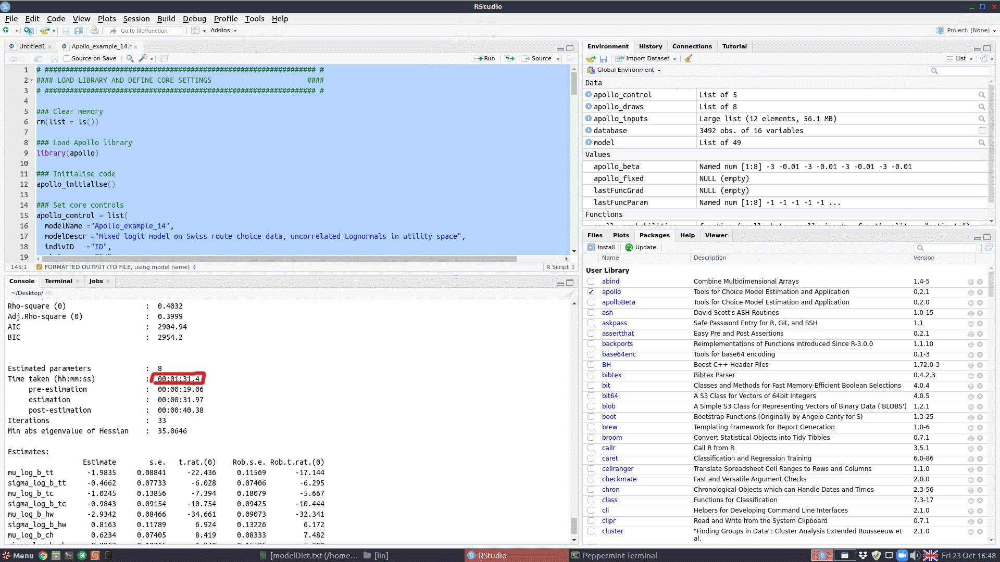 RStudio
File Edit Code View Plots Session Build Debug Profile Tools Help
Go to file/function Addins Project: (None)
Untitled1 Apollo_example_14.r
Source on Save Run Source
1 # ################################################################# #
2 #### LOAD LIBRARY AND DEFINE CORE SETTINGS ####
3 # ################################################################# #
4
5 ### Clear memory
6 rm(list = ls())
7
8 ### Load Apollo library
9 library(apollo)
10
11 ### Initialise code
12 apollo_initialise()
13
14 ### Set core controls
15 apollo_control = list(
16 modelName ="Apollo_example_14",
17 modelDescr ="Mixed logit model on Swiss route choice data, uncorrelated Lognormals in utility space",
18 indivID ="ID",
19
145:1 FORMATTED OUTPUT (TO FILE, using model name) R Script
Console Terminal Jobs
~/Desktop/
Rho-square (0) : 0.4032
Adj.Rho-square (0) : 0.3999
AIC : 2904.94
BIC : 2954.2
Estimated parameters : 8
Time taken (hh:mm:ss) : 00:01:31.4
pre-estimation : 00:00:19.06
estimation : 00:00:31.97
post-estimation : 00:00:40.38
Iterations : 33
Min abs eigenvalue of Hessian : 35.0646
Estimates:
Estimate s.e. t.rat.(0) Rob.s.e. Rob.t.rat.(0)
mu_log_b_tt -1.9835 0.08841 -22.436 0.11569 -17.144
sigma_log_b_tt -0.4662 0.07733 -6.028 0.07406 -6.295
mu_log_b_tc -1.0245 0.13856 -7.394 0.18079 -5.667
sigma_log_b_tc -0.9843 0.09154 -10.754 0.09425 -10.444
mu_log_b_hw -2.9342 0.08466 -34.661 0.09073 -32.341
sigma_log_b_hw 0.8163 0.11789 6.924 0.13226 6.172
mu_log_b_ch 0.6234 0.07405 8.419 0.08333 7.482
Environment History Connections Tutorial
Import Dataset List
Global Environment
Data
apollo_control List of 5
apollo_draws List of 8
apollo_inputs Large list (12 elements, 56.1 MB)
database 3492 obs. of 16 variables
model List of 49
Values
apollo_beta Named num [1:8] -3 -0.01 -3 -0.01 -3 -0.01 -3 -0.01
apollo_fixed NULL (empty)
lastFuncGrad NULL (empty)
lastFuncParam Named num [1:8] -1 -1 -1 -1 -1 ...
Functions
Files Plots Packages Help Viewer
Install Update
Name Description Version
User Library
abind Combine Multidimensional Arrays 1.4-5
apollo Tools for Choice Model Estimation and Application 0.2.1
apolloBeta Tools for Choice Model Estimation and Application 0.2.0
ash David Scott's ASH Routines 1.0-15
askpass Safe Password Entry for R, Git, and SSH 1.1
assertthat Easy Pre and Post Assertions 0.2.1
backports Reimplementations of Functions Introduced Since R-3.0.0 1.1.10
base64enc Tools for base64 encoding 0.1-3
BH Boost C++ Header Files 1.72.0-3
bibtex Bibtex Parser 0.4.2.3
bit Classes and Methods for Fast Memory-Efficient Boolean Selections 4.0.4
bit64 A S3 Class for Vectors of 64bit Integers 4.0.5
blob A Simple S3 Class for Representing Vectors of Binary Data ('BLOBS') 1.2.1
boot Bootstrap Functions (Originally by Angelo Canty for S) 1.3-25
brew Templating Framework for Report Generation 1.0-6
broom Convert Statistical Objects into Tidy Tibbles 0.7.1
callr Call R from R 3.5.1
caret Classification and Regression Training 6.0-86
cellranger Translate Spreadsheet Cell Ranges to Rows and Columns 1.1.0
checkmate Fast and Versatile Argument Checks 2.0.0
chron Chronological Objects which can Handle Dates and Times 2.3-56
class Functions for Classification 7.3-17
cli Helpers for Developing Command Line Interfaces 2.1.0
clipr Read and Write from the System Clipboard 0.7.1
cluster "Finding Groups in Data": Cluster Analysis Extended Rousseeuw et al. 2.1.0
Menu [modelDict.txt (/home... [lin] RStudio Peppermint Terminal Fri 23 Oct 16:48